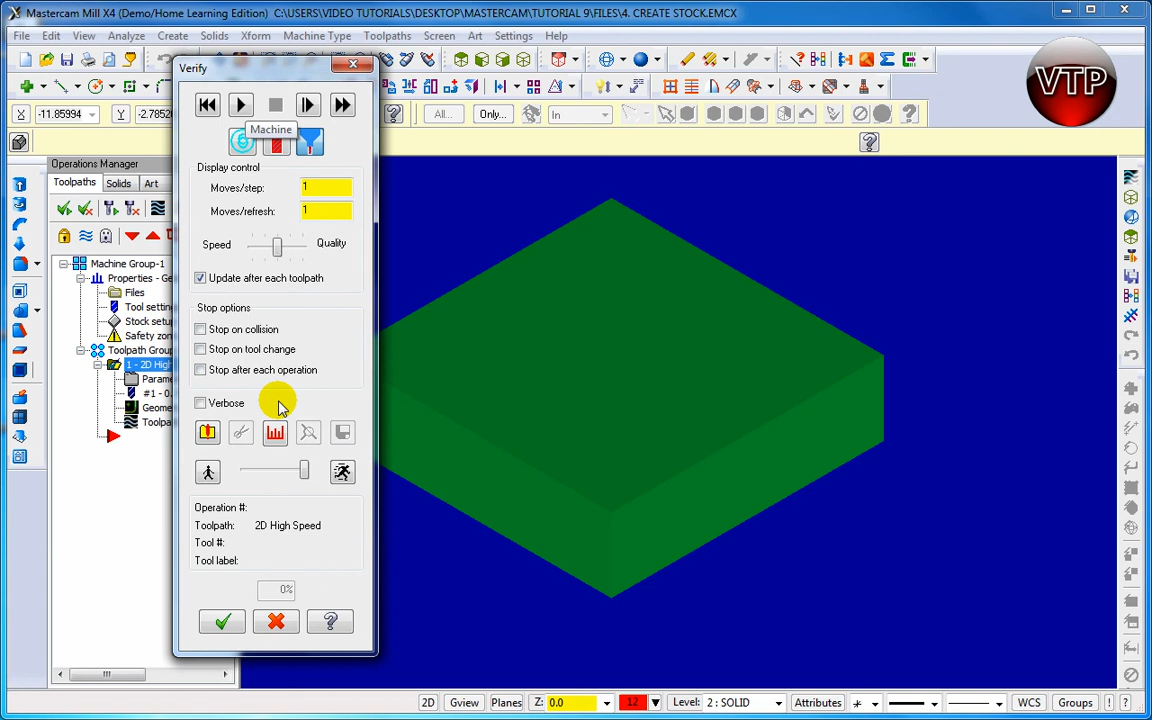 Mastercam Mill X4 (Demo/Home Learning Edition) C:\USERS\VIDEO TUTORIALS\DESKTOP\MASTERCAM\TUTORIAL 9\FILES\4. CREATE STOCK.EMCX
File Edit View Analyze Create Solids Xform Machine Type Toolpaths Screen Art Settings Help
VTP
Verify
X -11.85994 Y -2.7852
All... Only... In
Machine
Operations Manager
Toolpaths Solids Art
Display control
Moves/step: 1
Moves/refresh: 1
Speed Quality
Update after each toolpath
Machine Group-1
Properties - Ge
Files
Tool settin
Stock setu
Safety zon
Toolpath Group
1 - 2D High
Parame
#1 - 0.
Geome
Toolpa
Stop options
Stop on collision
Stop on tool change
Stop after each operation
Verbose
Operation #:
Toolpath: 2D High Speed
Tool #:
Tool label:
0%
2D Gview Planes Z: 0.0 12 Level: 2 : SOLID Attributes WCS Groups ! ?